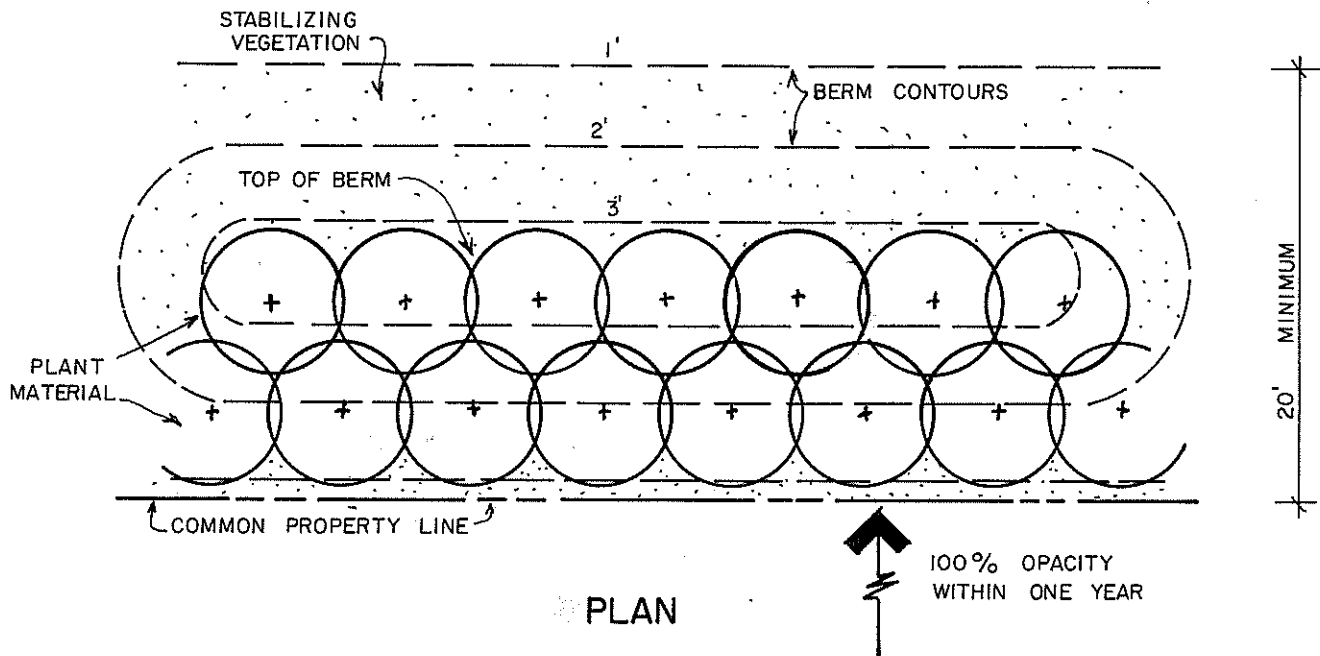 STABILIZING
VEGETATION
1'
BERM CONTOURS
2'
TOP OF BERM
3'
PLANT
MATERIAL
20' MINIMUM
COMMON PROPERTY LINE
100% OPACITY
WITHIN ONE YEAR
PLAN